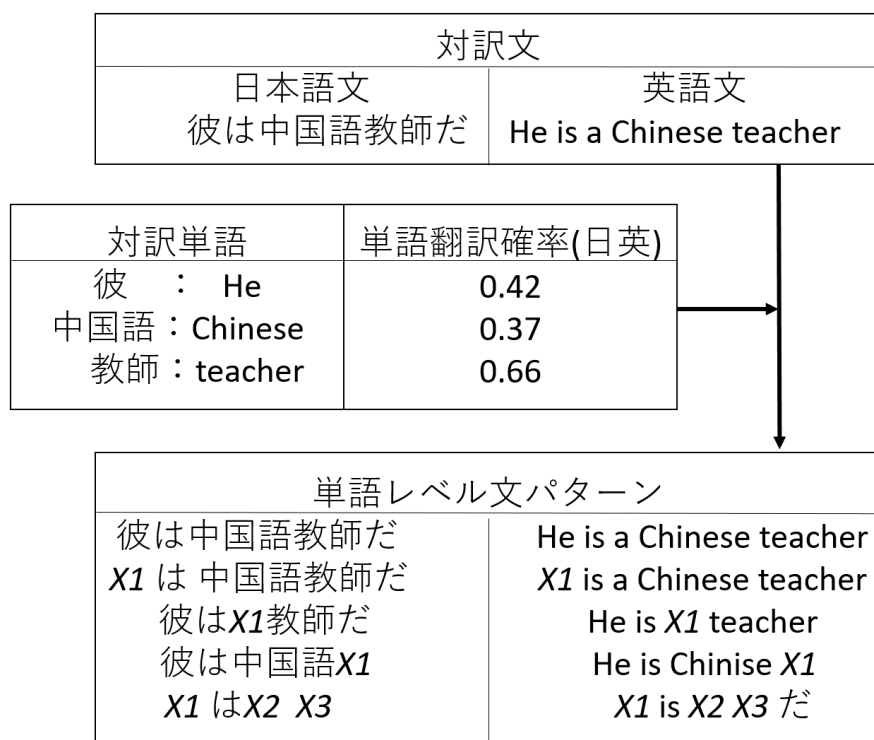 対訳文
日本語文 英語文
彼は中国語教師だ He is a Chinese teacher
対訳単語 単語翻訳確率(日英)
彼 : He 0.42
中国語:Chinese 0.37
教師:teacher 0.66
単語レベル文パターン
彼は中国語教師だ He is a Chinese teacher
X1 は 中国語教師だ X1 is a Chinese teacher
彼はX1教師だ He is X1 teacher
彼は中国語X1 He is Chinise X1
X1 はX2 X3 X1 is X2 X3 だ